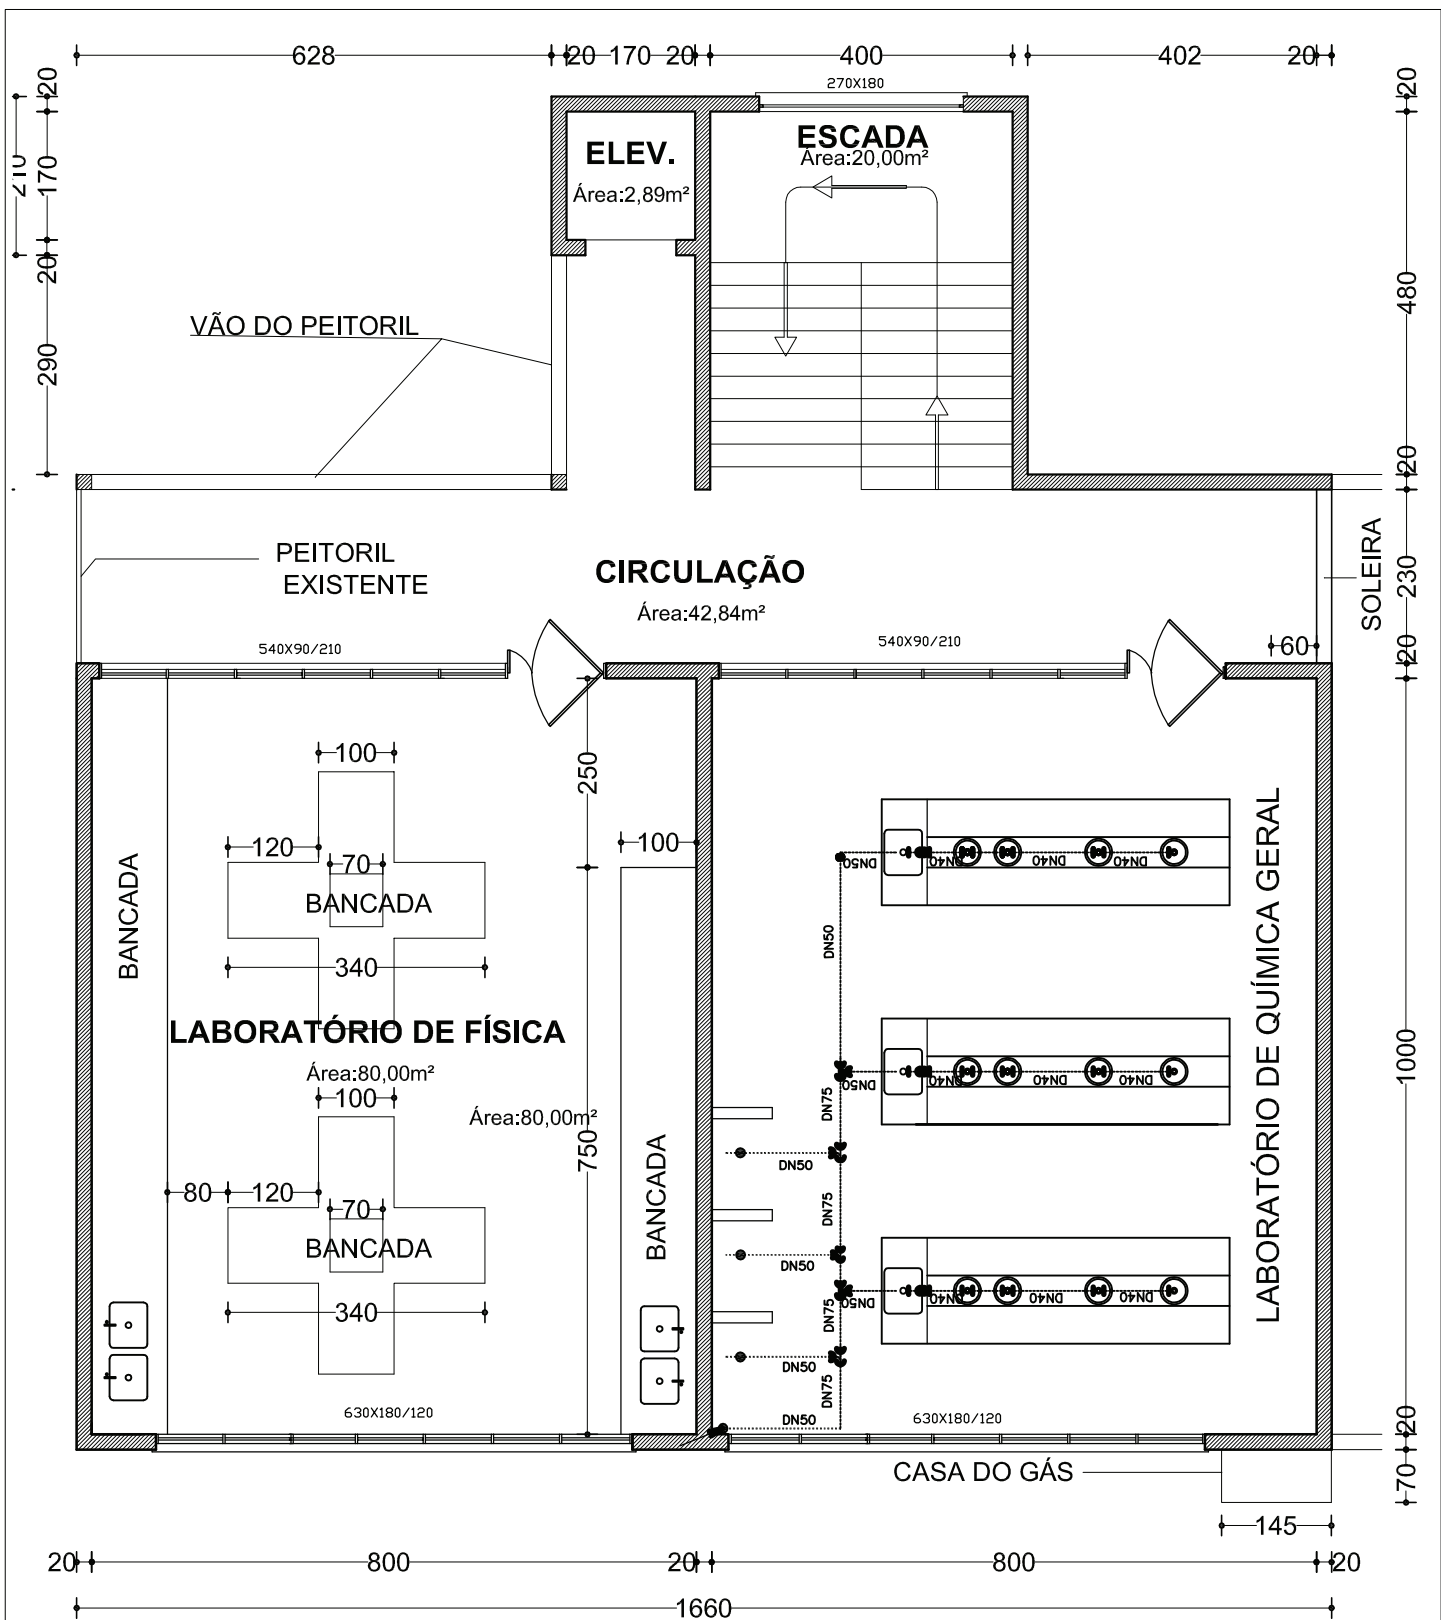 628
20
170
20
400
402
20
270X180
20
170
20
290
20
480
20
230
20
1000
20
70
ELEV.
Área:2,89m²
ESCADA
Área:20,00m²
VÃO DO PEITORIL
PEITORIL
EXISTENTE
CIRCULAÇÃO
Área:42,84m²
SOLEIRA
540X90/210
540X90/210
60
100
250
120
70
100
BANCADA
BANCADA
340
LABORATÓRIO DE FÍSICA
Área:80,00m²
100
Área:80,00m²
750
80
120
70
BANCADA
BANCADA
340
630X180/120
DN50
DN40
DN40
DN40
DN50
LABORATÓRIO DE QUÍMICA GERAL
DN50
DN40
DN40
DN40
DN75
DN50
DN75
DN50
DN50
DN40
DN40
DN40
DN75
DN50
DN75
DN50
630X180/120
CASA DO GÁS
145
20
800
20
800
20
1660